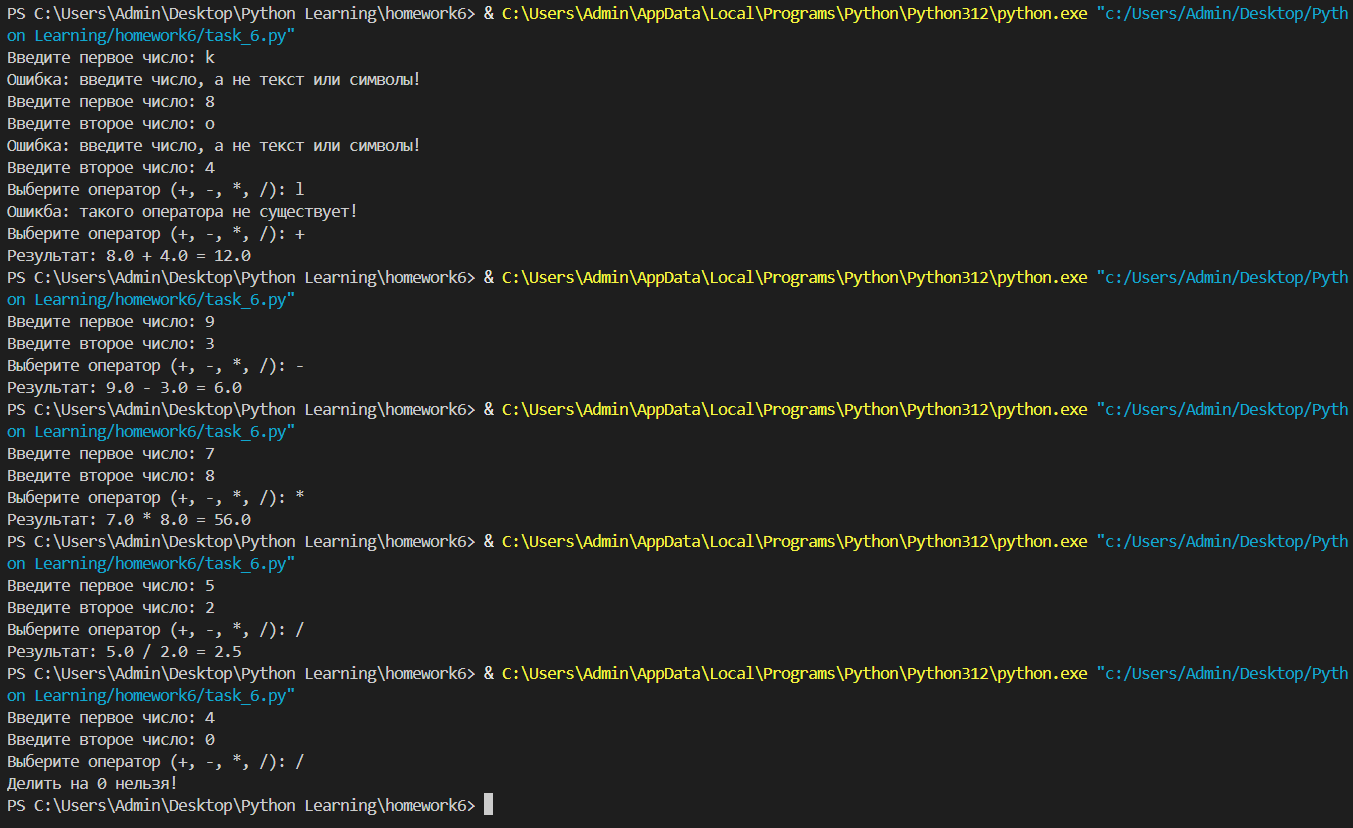 PS C:\Users\Admin\Desktop\Python Learning\homework6> & C:\Users\Admin\AppData\Local\Programs\Python\Python312\python.exe "c:/Users/Admin/Desktop/Pyth
on Learning/homework6/task_6.py"
Введите первое число: k
Ошибка: введите число, а не текст или символы!
Введите первое число: 8
Введите второе число: o
Ошибка: введите число, а не текст или символы!
Введите второе число: 4
Выберите оператор (+, -, *, /): l
Ошикба: такого оператора не существует!
Выберите оператор (+, -, *, /): +
Результат: 8.0 + 4.0 = 12.0
PS C:\Users\Admin\Desktop\Python Learning\homework6> & C:\Users\Admin\AppData\Local\Programs\Python\Python312\python.exe "c:/Users/Admin/Desktop/Pyth
on Learning/homework6/task_6.py"
Введите первое число: 9
Введите второе число: 3
Выберите оператор (+, -, *, /): -
Результат: 9.0 - 3.0 = 6.0
PS C:\Users\Admin\Desktop\Python Learning\homework6> & C:\Users\Admin\AppData\Local\Programs\Python\Python312\python.exe "c:/Users/Admin/Desktop/Pyth
on Learning/homework6/task_6.py"
Введите первое число: 7
Введите второе число: 8
Выберите оператор (+, -, *, /): *
Результат: 7.0 * 8.0 = 56.0
PS C:\Users\Admin\Desktop\Python Learning\homework6> & C:\Users\Admin\AppData\Local\Programs\Python\Python312\python.exe "c:/Users/Admin/Desktop/Pyth
on Learning/homework6/task_6.py"
Введите первое число: 5
Введите второе число: 2
Выберите оператор (+, -, *, /): /
Результат: 5.0 / 2.0 = 2.5
PS C:\Users\Admin\Desktop\Python Learning\homework6> & C:\Users\Admin\AppData\Local\Programs\Python\Python312\python.exe "c:/Users/Admin/Desktop/Pyth
on Learning/homework6/task_6.py"
Введите первое число: 4
Введите второе число: 0
Выберите оператор (+, -, *, /): /
Делить на 0 нельзя!
PS C:\Users\Admin\Desktop\Python Learning\homework6>